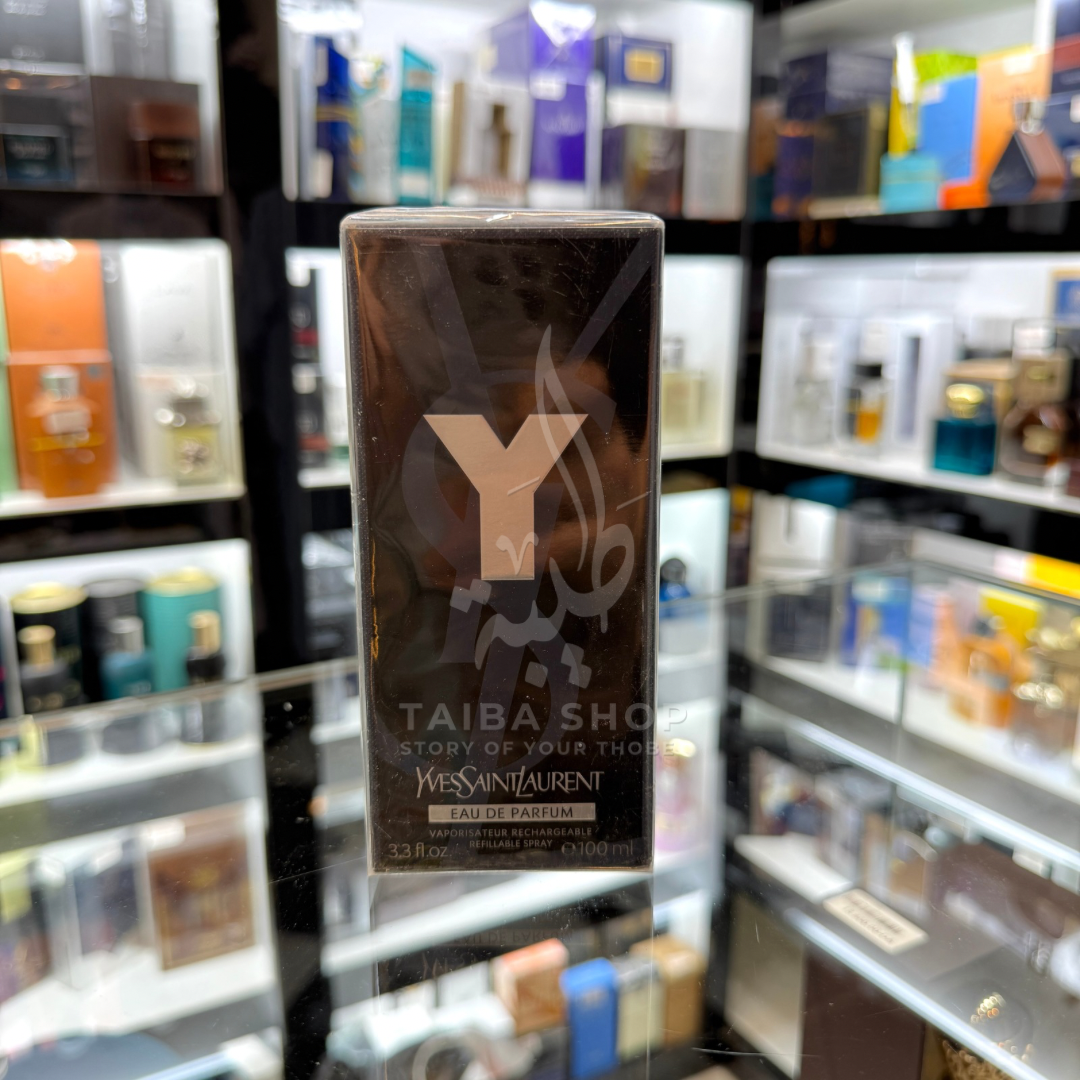 Y
طيبة
TAIBA SHOP
STORY OF YOUR THOBE
YVESSAINTLAURENT
EAU DE PARFUM
VAPORISATEUR RECHARGEABLE
REFILLABLE SPRAY
3.3 fl oz. ℮100 ml